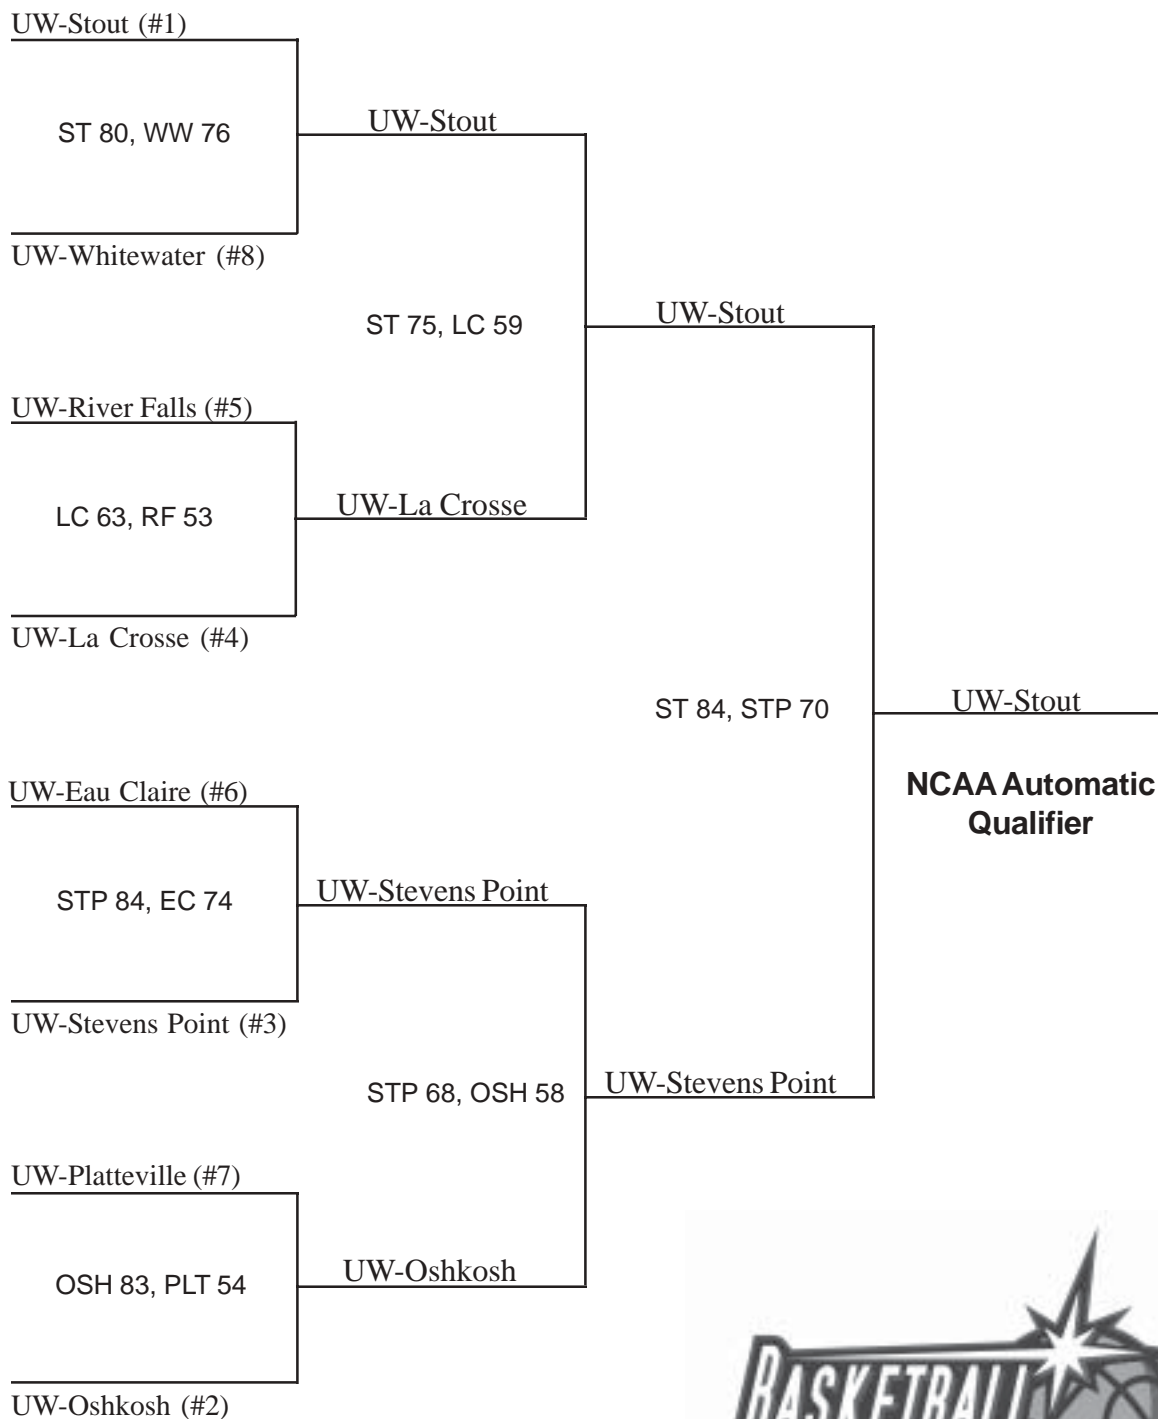 UW-Stout (#1)
ST 80, WW 76
UW-Stout
UW-Whitewater (#8)
ST 75, LC 59
UW-Stout
UW-River Falls (#5)
LC 63, RF 53
UW-La Crosse
UW-La Crosse (#4)
ST 84, STP 70
UW-Stout
NCAA Automatic
Qualifier
UW-Eau Claire (#6)
STP 84, EC 74
UW-Stevens Point
UW-Stevens Point (#3)
STP 68, OSH 58
UW-Stevens Point
UW-Platteville (#7)
OSH 83, PLT 54
UW-Oshkosh
UW-Oshkosh (#2)
BASKETBALL